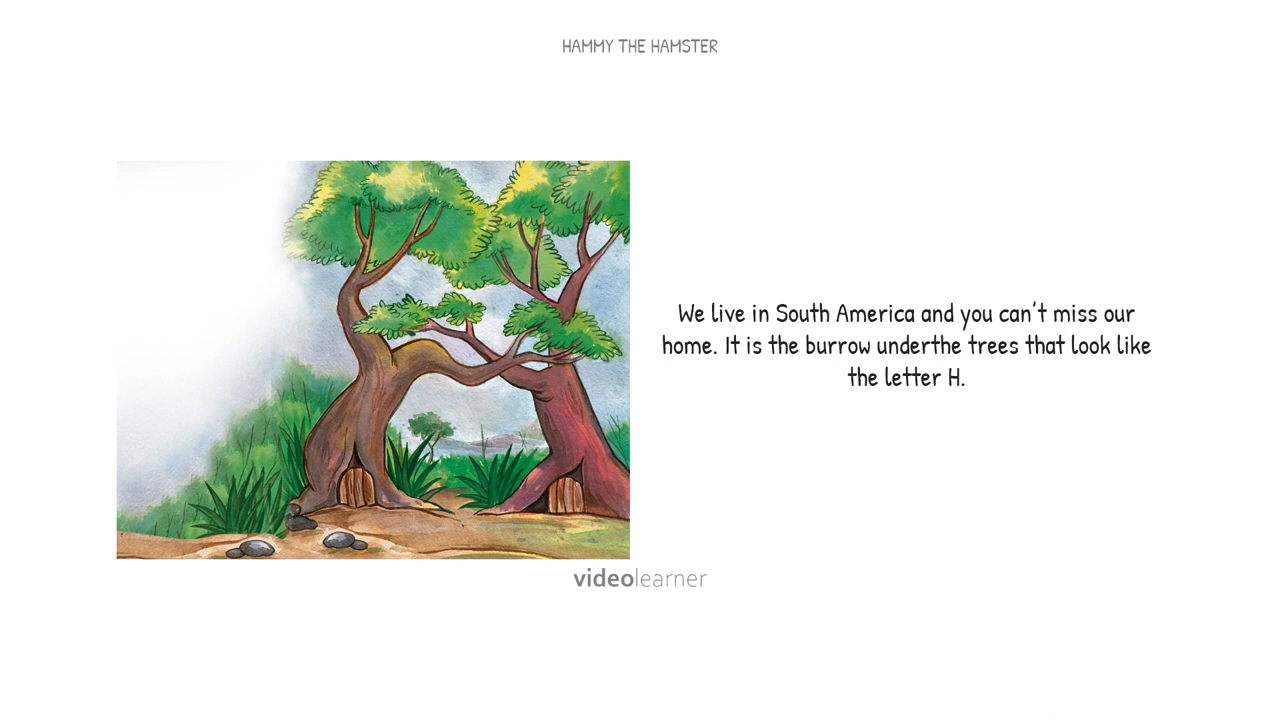 HAMMY THE HAMSTER
We live in South America and you can't miss our
home. It is the burrow underthe trees that look like
the letter H.
videolearner